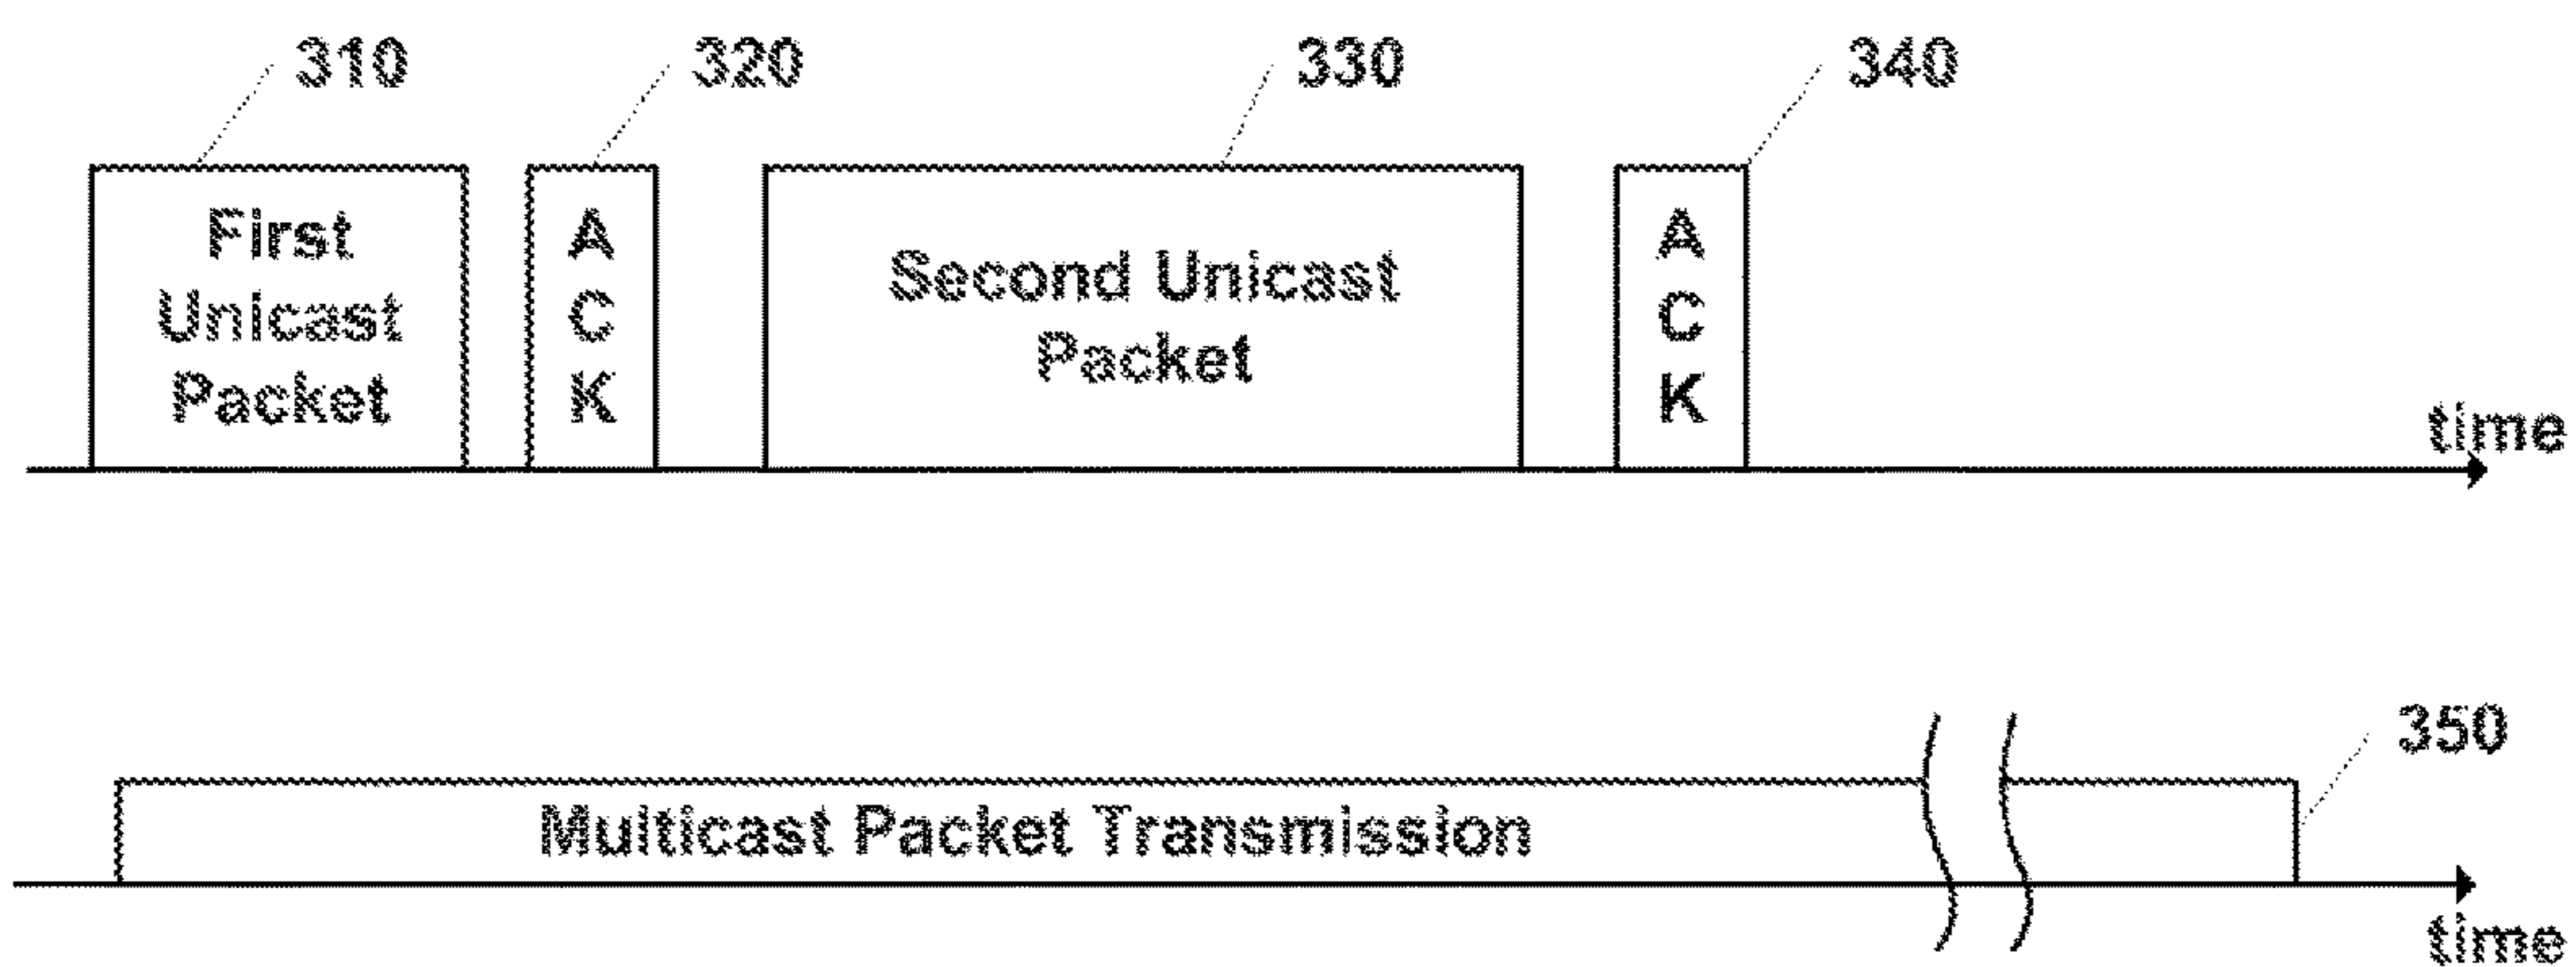 310
320
330
340
First
Unicast
Packet
A
C
K
Second Unicast
Packet
A
C
K
time
350
Multicast Packet Transmission
time